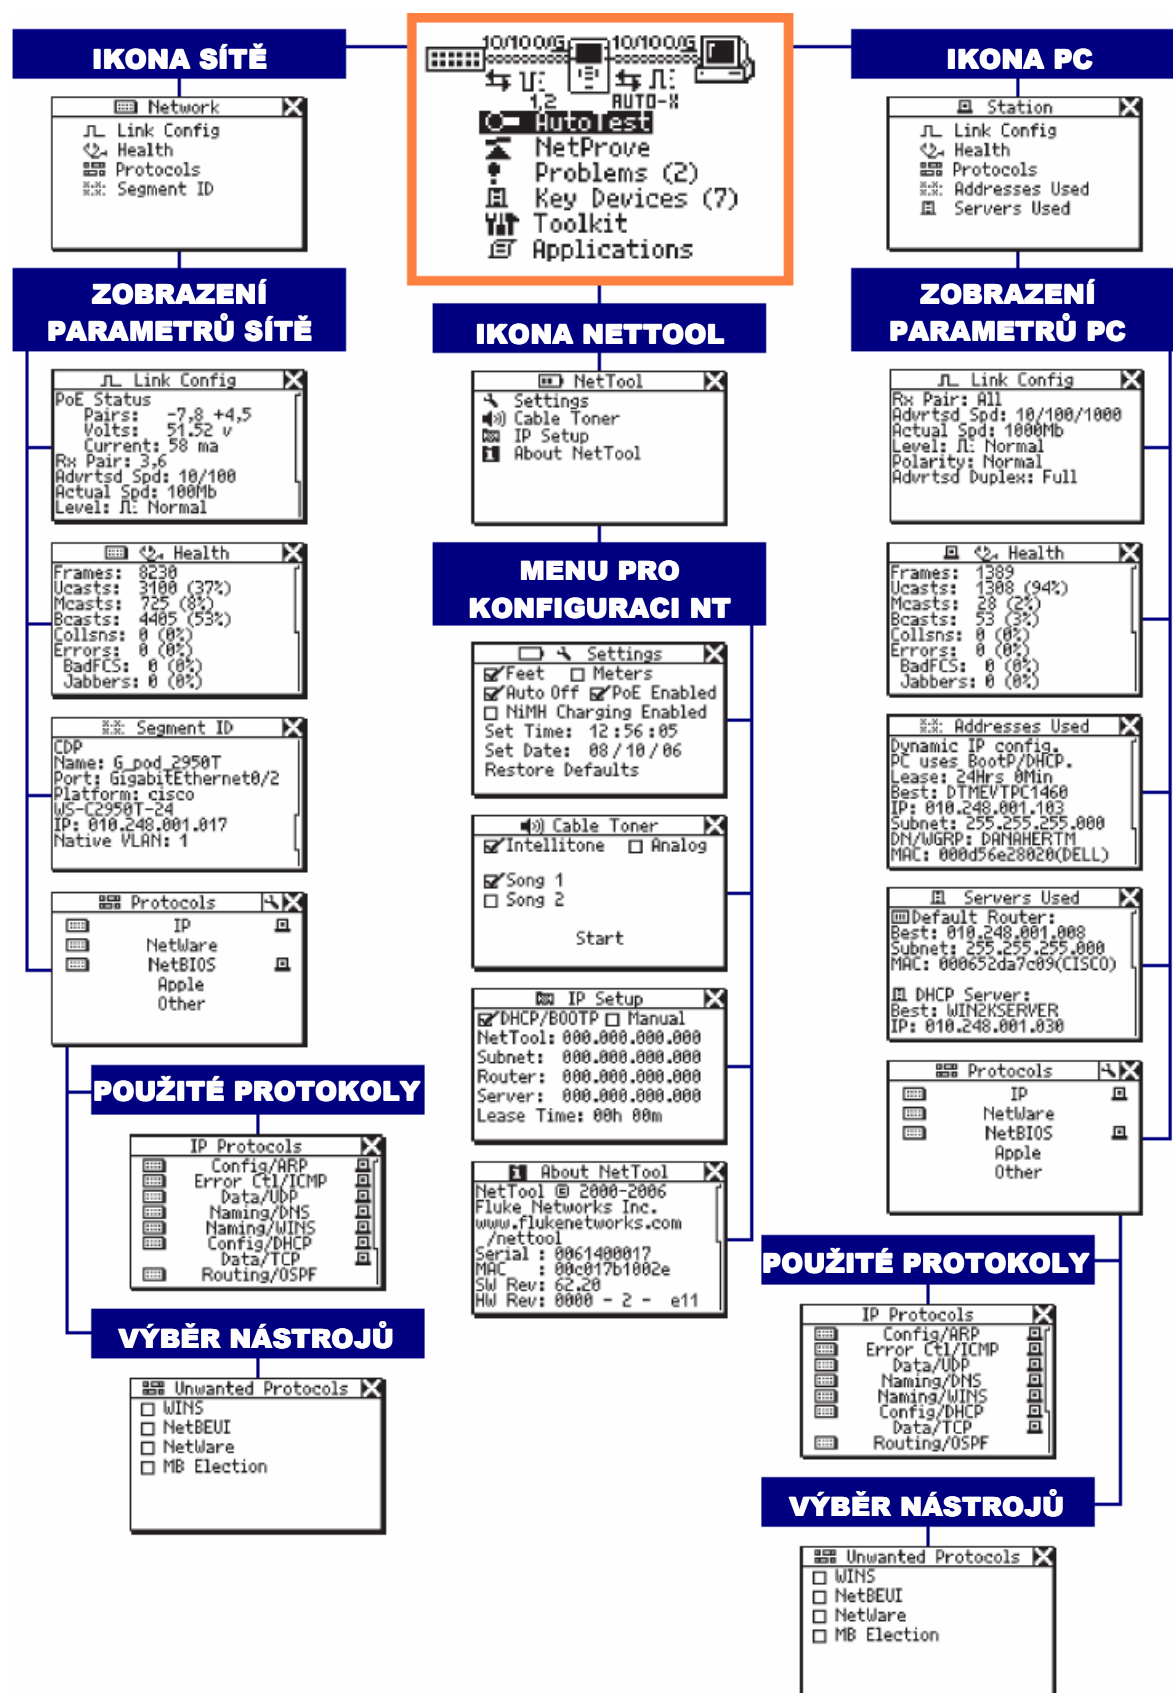 IKONA SÍTĚ
Network
Link Config
Health
Protocols
Segment ID
ZOBRAZENÍ
PARAMETRŮ SÍTĚ
Link Config
PoE Status
Pairs: -7,8 +4,5
Volts: 51.52 v
Current: 58 ma
Rx Pair: 3,6
Advrtsd Spd: 10/100
Actual Spd: 100Mb
Level: Normal
Health
Frames: 8230
Ucasts: 3100 (37%)
Mcasts: 725 (8%)
Bcasts: 4405 (53%)
Collsns: 0 (0%)
Errors: 0 (0%)
BadFCS: 0 (0%)
Jabbers: 0 (0%)
Segment ID
CDP
Name: G_pod_2950T
Port: GigabitEthernet0/2
Platform: cisco
WS-C2950T-24
IP: 010.248.001.017
Native VLAN: 1
Protocols
IP
NetWare
NetBIOS
Apple
Other
POUŽITÉ PROTOKOLY
IP Protocols
Config/ARP
Error Ctl/ICMP
Data/UDP
Naming/DNS
Naming/WINS
Config/DHCP
Data/TCP
Routing/OSPF
VÝBĚR NÁSTROJŮ
Unwanted Protocols
WINS
NetBEUI
NetWare
MB Election
10/100/G 10/100/G
1,2 AUTO-X
AutoTest
NetProve
Problems (2)
Key Devices (7)
Toolkit
Applications
IKONA NETTOOL
NetTool
Settings
Cable Toner
IP Setup
About NetTool
MENU PRO
KONFIGURACI NT
Settings
Feet Meters
Auto Off PoE Enabled
NiMH Charging Enabled
Set Time: 12:56:05
Set Date: 08/10/06
Restore Defaults
Cable Toner
Intellitone Analog
Song 1
Song 2
Start
IP Setup
DHCP/BOOTP Manual
NetTool: 000.000.000.000
Subnet: 000.000.000.000
Router: 000.000.000.000
Server: 000.000.000.000
Lease Time: 00h 00m
About NetTool
NetTool © 2000-2006
Fluke Networks Inc.
www.flukenetworks.com
/nettool
Serial : 0061400017
MAC : 00c017b1002e
SW Rev: 62.20
HW Rev: 0000 - 2 - e11
IKONA PC
Station
Link Config
Health
Protocols
Addresses Used
Servers Used
ZOBRAZENÍ
PARAMETRŮ PC
Link Config
Rx Pair: All
Advrtsd Spd: 10/100/1000
Actual Spd: 1000Mb
Level: Normal
Polarity: Normal
Advrtsd Duplex: Full
Health
Frames: 1389
Ucasts: 1308 (94%)
Mcasts: 28 (2%)
Bcasts: 53 (3%)
Collsns: 0 (0%)
Errors: 0 (0%)
BadFCS: 0 (0%)
Jabbers: 0 (0%)
Addresses Used
Dynamic IP config.
PC uses BootP/DHCP.
Lease: 24Hrs 0Min
Best: DTMEVTPC1460
IP: 010.248.001.103
Subnet: 255.255.255.000
DN/WGRP: DANAHERTM
MAC: 000d56e28020(DELL)
Servers Used
Default Router:
Best: 010.248.001.008
Subnet: 255.255.255.000
MAC: 000652da7c09(CISCO)
DHCP Server:
Best: WIN2KSERVER
IP: 010.248.001.030
Protocols
IP
NetWare
NetBIOS
Apple
Other
POUŽITÉ PROTOKOLY
IP Protocols
Config/ARP
Error Ctl/ICMP
Data/UDP
Naming/DNS
Naming/WINS
Config/DHCP
Data/TCP
Routing/OSPF
VÝBĚR NÁSTROJŮ
Unwanted Protocols
WINS
NetBEUI
NetWare
MB Election